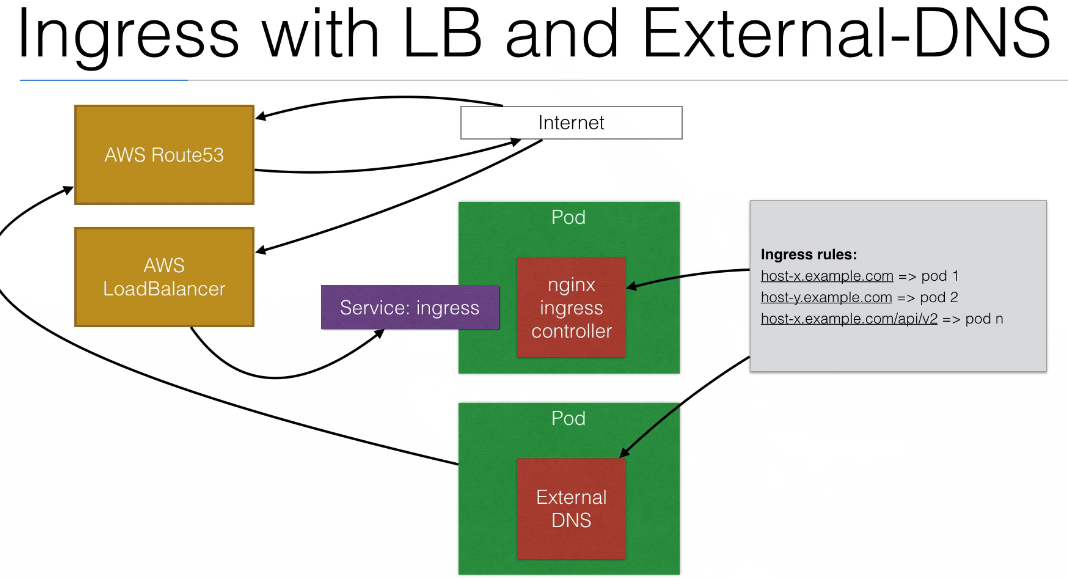 Ingress with LB and External-DNS
Internet
AWS Route53
AWS
LoadBalancer
Pod
nginx
ingress
controller
Service: ingress
Ingress rules:
host-x.example.com => pod 1
host-y.example.com => pod 2
host-x.example.com/api/v2 => pod n
Pod
External
DNS